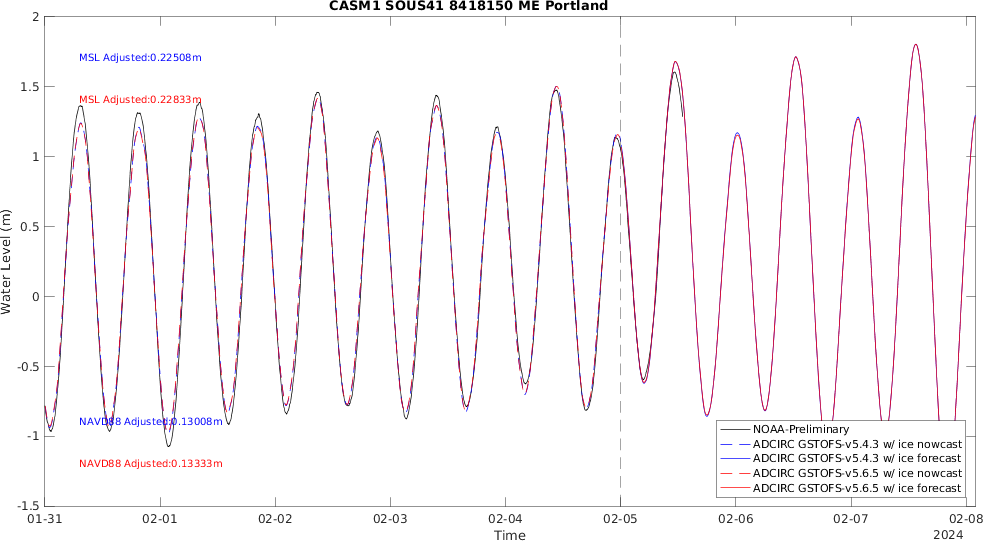 CASM1 SOUS41 8418150 ME Portland
2
MSL Adjusted:0.22508m
1.5
MSL Adjusted:0.22833m
1
0.5
Water Level (m)
0
-0.5
NAVD88 Adjusted:0.13008m
-1
NAVD88 Adjusted:0.13333m
-1.5
NOAA-Preliminary
ADCIRC GSTOFS-v5.4.3 w/ ice nowcast
ADCIRC GSTOFS-v5.4.3 w/ ice forecast
ADCIRC GSTOFS-v5.6.5 w/ ice nowcast
ADCIRC GSTOFS-v5.6.5 w/ ice forecast
01-31 02-01 02-02 02-03 02-04 02-05 02-06 02-07 02-08
Time
2024